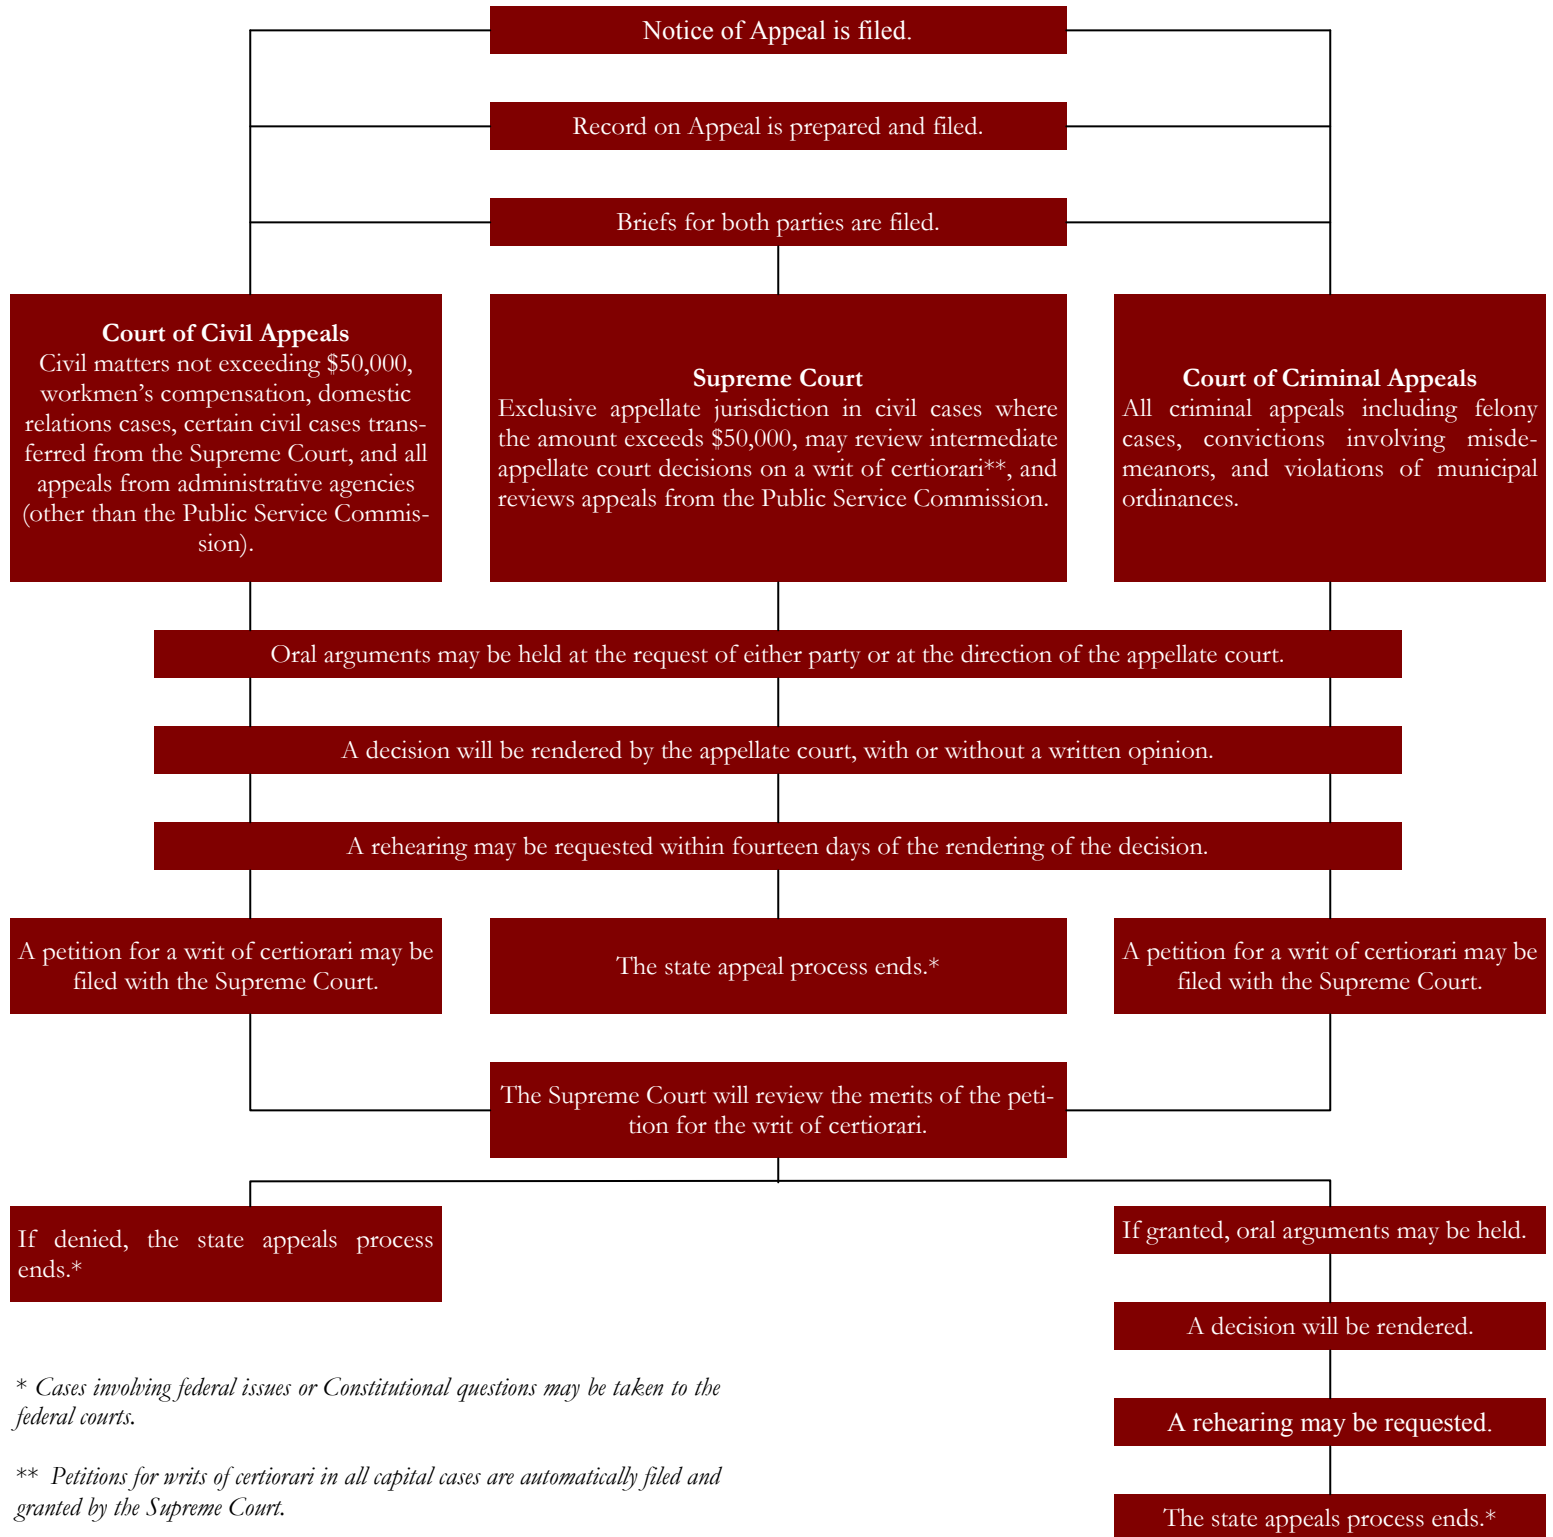 Notice of Appeal is filed.
Record on Appeal is prepared and filed.
Briefs for both parties are filed.
Court of Civil Appeals
Civil matters not exceeding $50,000,
workmen’s compensation, domestic
relations cases, certain civil cases trans-
ferred from the Supreme Court, and all
appeals from administrative agencies
(other than the Public Service Commis-
sion).
Supreme Court
Exclusive appellate jurisdiction in civil cases where
the amount exceeds $50,000, may review intermediate
appellate court decisions on a writ of certiorari**, and
reviews appeals from the Public Service Commission.
Court of Criminal Appeals
All criminal appeals including felony
cases, convictions involving misde-
meanors, and violations of municipal
ordinances.
Oral arguments may be held at the request of either party or at the direction of the appellate court.
A decision will be rendered by the appellate court, with or without a written opinion.
A rehearing may be requested within fourteen days of the rendering of the decision.
A petition for a writ of certiorari may be
filed with the Supreme Court.
The state appeal process ends.*
A petition for a writ of certiorari may be
filed with the Supreme Court.
The Supreme Court will review the merits of the peti-
tion for the writ of certiorari.
If denied, the state appeals process
ends.*
If granted, oral arguments may be held.
A decision will be rendered.
A rehearing may be requested.
The state appeals process ends.*
* Cases involving federal issues or Constitutional questions may be taken to the
federal courts.
** Petitions for writs of certiorari in all capital cases are automatically filed and
granted by the Supreme Court.